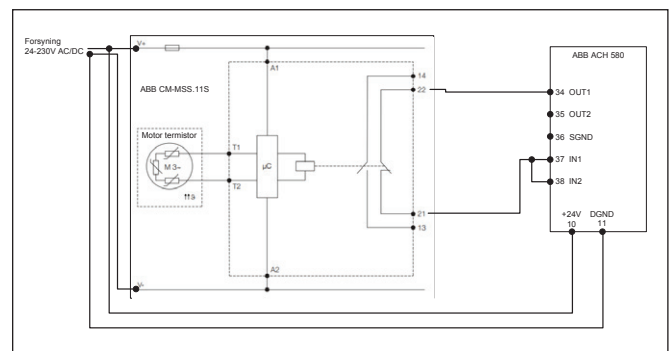 Forsyning
24-230V AC/DC
V+
A1
ABB CM-MSS.11S
14
22
Motor termistor
M 3~
T1
T2
µC
21
13
A2
V-
ABB ACH 580
34 OUT1
35 OUT2
36 SGND
37 IN1
38 IN2
+24V DGND
10 11